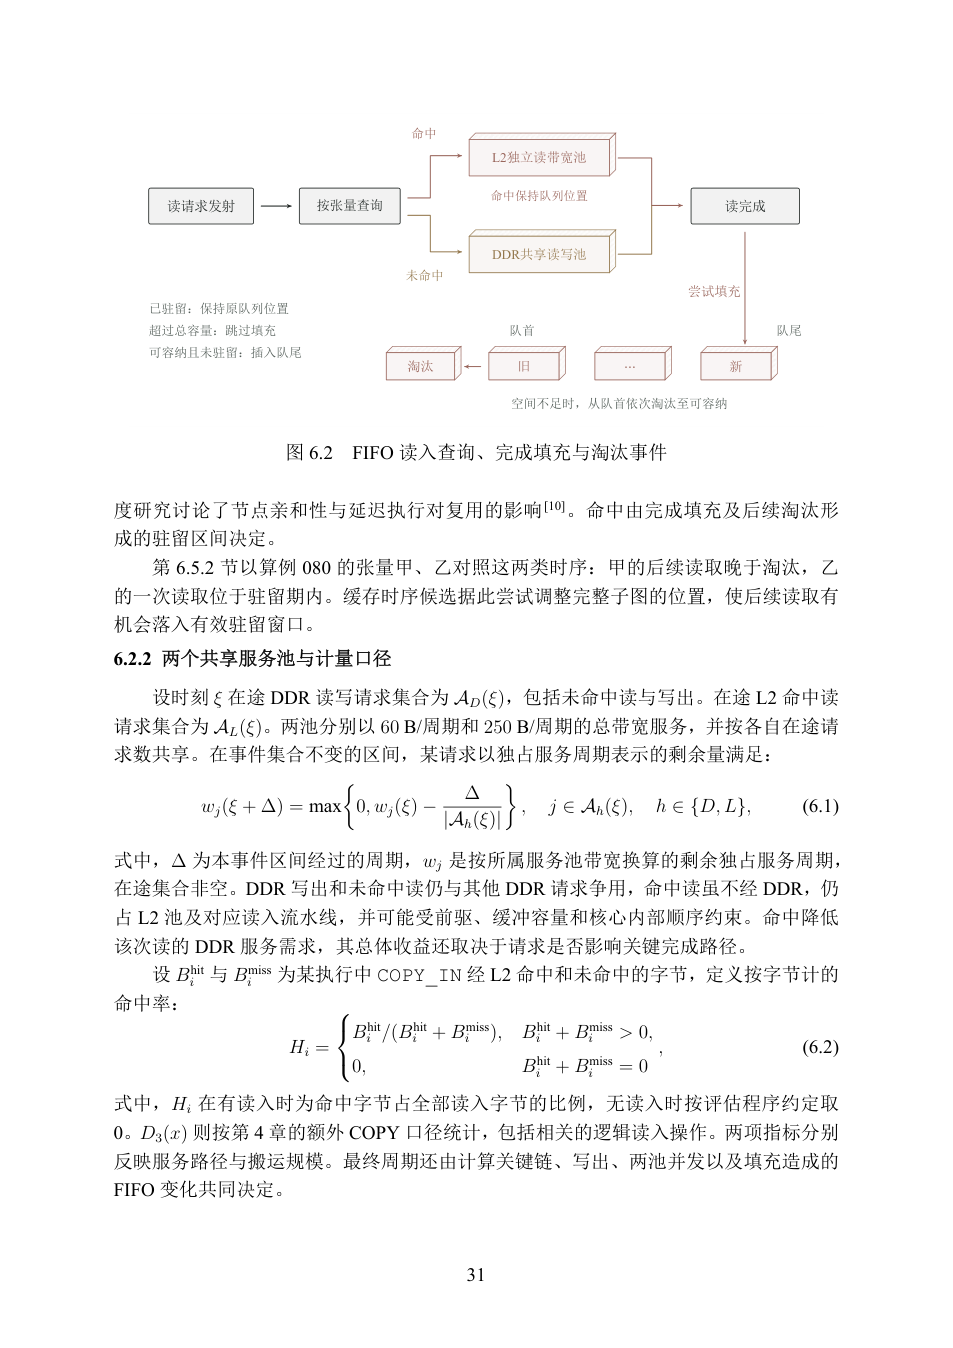 命中
L2独立读带宽池
读请求发射
按张量查询
命中保持队列位置
读完成
DDR共享读写池
未命中
尝试填充
已驻留：保持原队列位置
超过总容量：跳过填充
可容纳且未驻留：插入队尾
队首
队尾
淘汰
旧
...
新
空间不足时，从队首依次淘汰至可容纳
图 6.2 FIFO 读入查询、完成填充与淘汰事件
度研究讨论了节点亲和性与延迟执行对复用的影响[10]。命中由完成填充及后续淘汰形
成的驻留区间决定。
第 6.5.2 节以算例 080 的张量甲、乙对照这两类时序：甲的后续读取晚于淘汰，乙
的一次读取位于驻留期内。缓存时序候选据此尝试调整完整子图的位置，使后续读取有
机会落入有效驻留窗口。
6.2.2 两个共享服务池与计量口径
设时刻 ξ 在途 DDR 读写请求集合为 𝒜_D(ξ)，包括未命中读与写出。在途 L2 命中读
请求集合为 𝒜_L(ξ)。两池分别以 60 B/周期和 250 B/周期的总带宽服务，并按各自在途请
求数共享。在事件集合不变的区间，某请求以独占服务周期表示的剩余量满足：
w_j(ξ + Δ) = max{0, w_j(ξ) − Δ/|𝒜_h(ξ)|}, j ∈ 𝒜_h(ξ), h ∈ {D, L}, (6.1)
式中，Δ 为本事件区间经过的周期，w_j 是按所属服务池带宽换算的剩余独占服务周期，
在途集合非空。DDR 写出和未命中读仍与其他 DDR 请求争用，命中读虽不经 DDR，仍
占 L2 池及对应读入流水线，并可能受前驱、缓冲容量和核心内部顺序约束。命中降低
该次读的 DDR 服务需求，其总体收益还取决于请求是否影响关键完成路径。
设 B_i^hit 与 B_i^miss 为某执行中 COPY_IN 经 L2 命中和未命中的字节，定义按字节计的
命中率：
H_i = { B_i^hit/(B_i^hit + B_i^miss), B_i^hit + B_i^miss > 0,
0, B_i^hit + B_i^miss = 0 , (6.2)
式中，H_i 在有读入时为命中字节占全部读入字节的比例，无读入时按评估程序约定取
0。D_3(x) 则按第 4 章的额外 COPY 口径统计，包括相关的逻辑读入操作。两项指标分别
反映服务路径与搬运规模。最终周期还由计算关键链、写出、两池并发以及填充造成的
FIFO 变化共同决定。
31